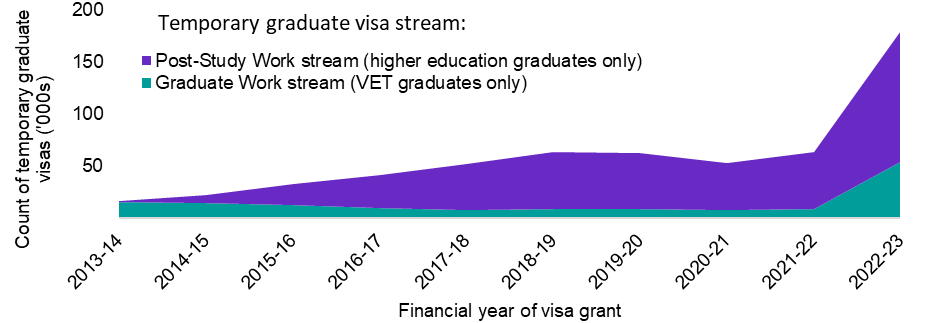 Temporary graduate visa stream:
Post-Study Work stream (higher education graduates only)
Graduate Work stream (VET graduates only)
Count of temporary graduate
visas ('000s)
200
150
100
50
2013-14
2014-15
2015-16
2016-17
2017-18
2018-19
2019-20
2020-21
2021-22
2022-23
Financial year of visa grant